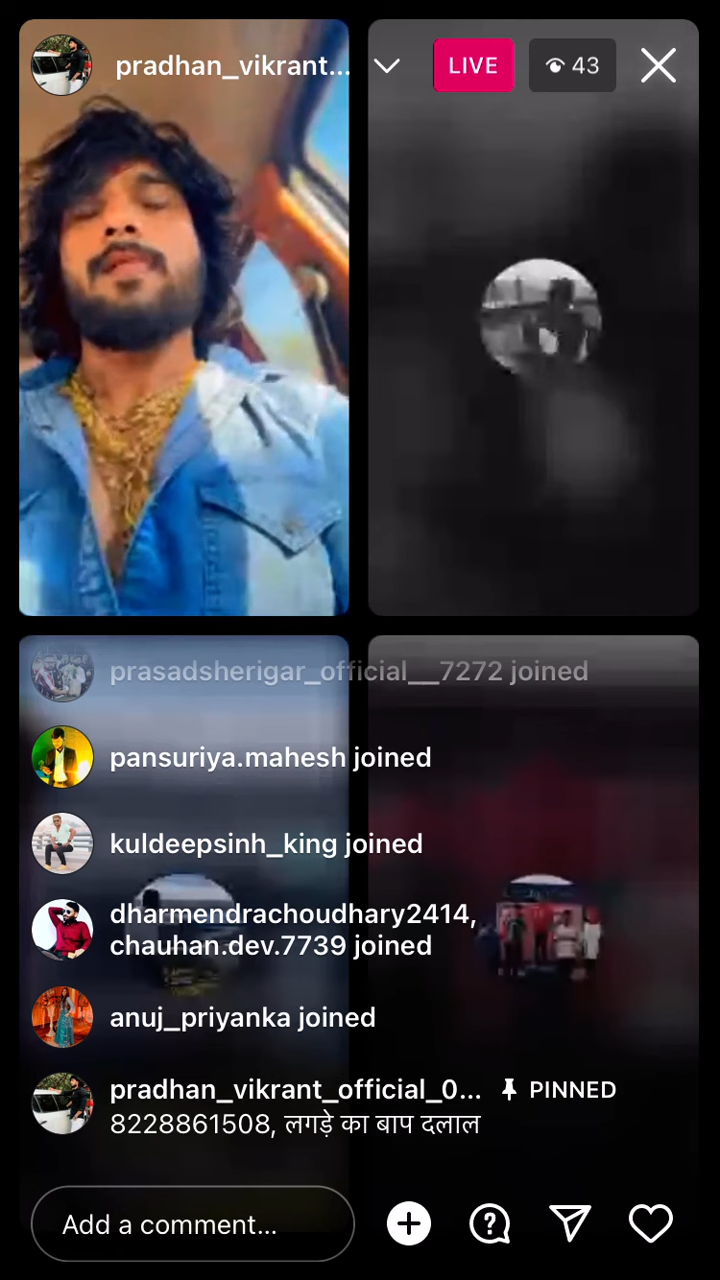 pradhan_vikrant...
LIVE
43
prasadsherigar_official__7272 joined
pansuriya.mahesh joined
kuldeepsinh_king joined
dharmendrachoudhary2414,
chauhan.dev.7739 joined
anuj_priyanka joined
pradhan_vikrant_official_0... PINNED
8228861508, लगड़े का बाप दलाल
Add a comment...